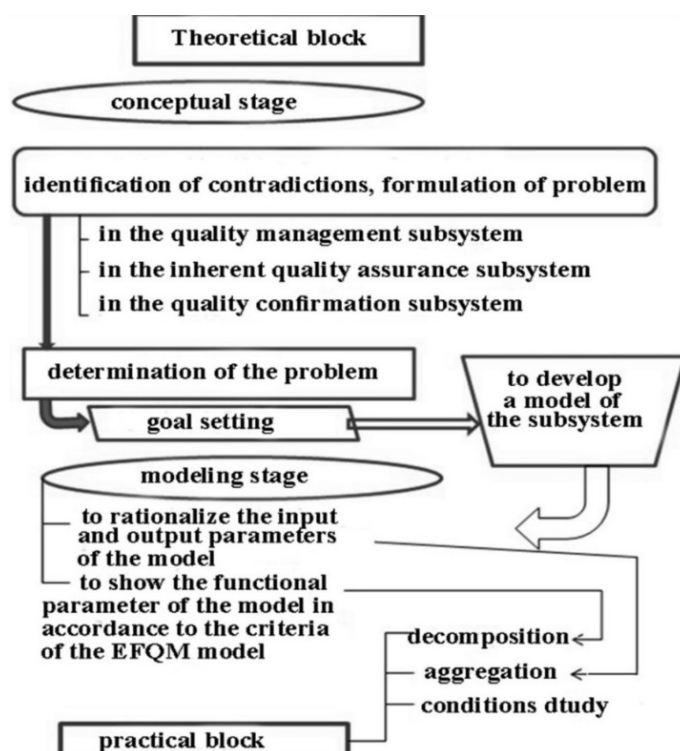 Theoretical block
conceptual stage
identification of contradictions, formulation of problem
in the quality management subsystem
in the inherent quality assurance subsystem
in the quality confirmation subsystem
determination of the problem
goal setting
to develop
a model of
the subsystem
modeling stage
to rationalize the input
and output parameters
of the model
to show the functional
parameter of the model in
accordance to the criteria
of the EFQM model
decomposition
aggregation
conditions dtudy
practical block